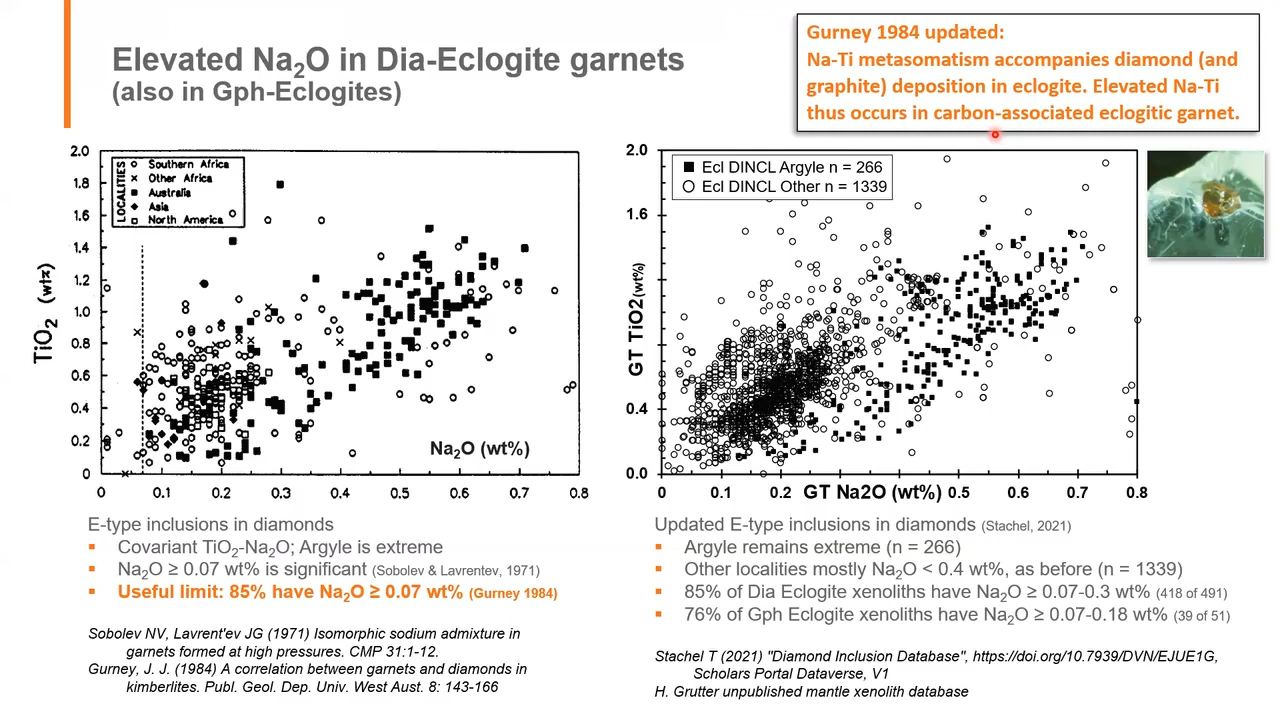 Elevated Na₂O in Dia-Eclogite garnets
(also in Gph-Eclogites)
Gurney 1984 updated:
Na-Ti metasomatism accompanies diamond (and
graphite) deposition in eclogite. Elevated Na-Ti
thus occurs in carbon-associated eclogitic garnet.
2.0
1.6
1.4
1.2
1.0
0.8
0.6
0.4
0.2
0
TiO₂ (wt%)
LOCALITIES
Southern Africa
Other Africa
Australia
Asia
North America
Na₂O (wt%)
0 0.1 0.2 0.3 0.4 0.5 0.6 0.7 0.8
2.0
1.6
0.4
0.0
GT TiO2 (wt%)
Ecl DINCL Argyle n = 266
Ecl DINCL Other n = 1339
0 0.1 0.2 GT Na2O (wt%) 0.5 0.6 0.7 0.8
E-type inclusions in diamonds
▪ Covariant TiO₂-Na₂O; Argyle is extreme
▪ Na₂O ≥ 0.07 wt% is significant (Sobolev & Lavrentev, 1971)
▪ Useful limit: 85% have Na₂O ≥ 0.07 wt% (Gurney 1984)
Sobolev NV, Lavrent'ev JG (1971) Isomorphic sodium admixture in
garnets formed at high pressures. CMP 31:1-12.
Gurney, J. J. (1984) A correlation between garnets and diamonds in
kimberlites. Publ. Geol. Dep. Univ. West Aust. 8: 143-166
Updated E-type inclusions in diamonds (Stachel, 2021)
▪ Argyle remains extreme (n = 266)
▪ Other localities mostly Na₂O < 0.4 wt%, as before (n = 1339)
▪ 85% of Dia Eclogite xenoliths have Na₂O ≥ 0.07-0.3 wt% (418 of 491)
▪ 76% of Gph Eclogite xenoliths have Na₂O ≥ 0.07-0.18 wt% (39 of 51)
Stachel T (2021) "Diamond Inclusion Database", https://doi.org/10.7939/DVN/EJUE1G,
Scholars Portal Dataverse, V1
H. Grutter unpublished mantle xenolith database